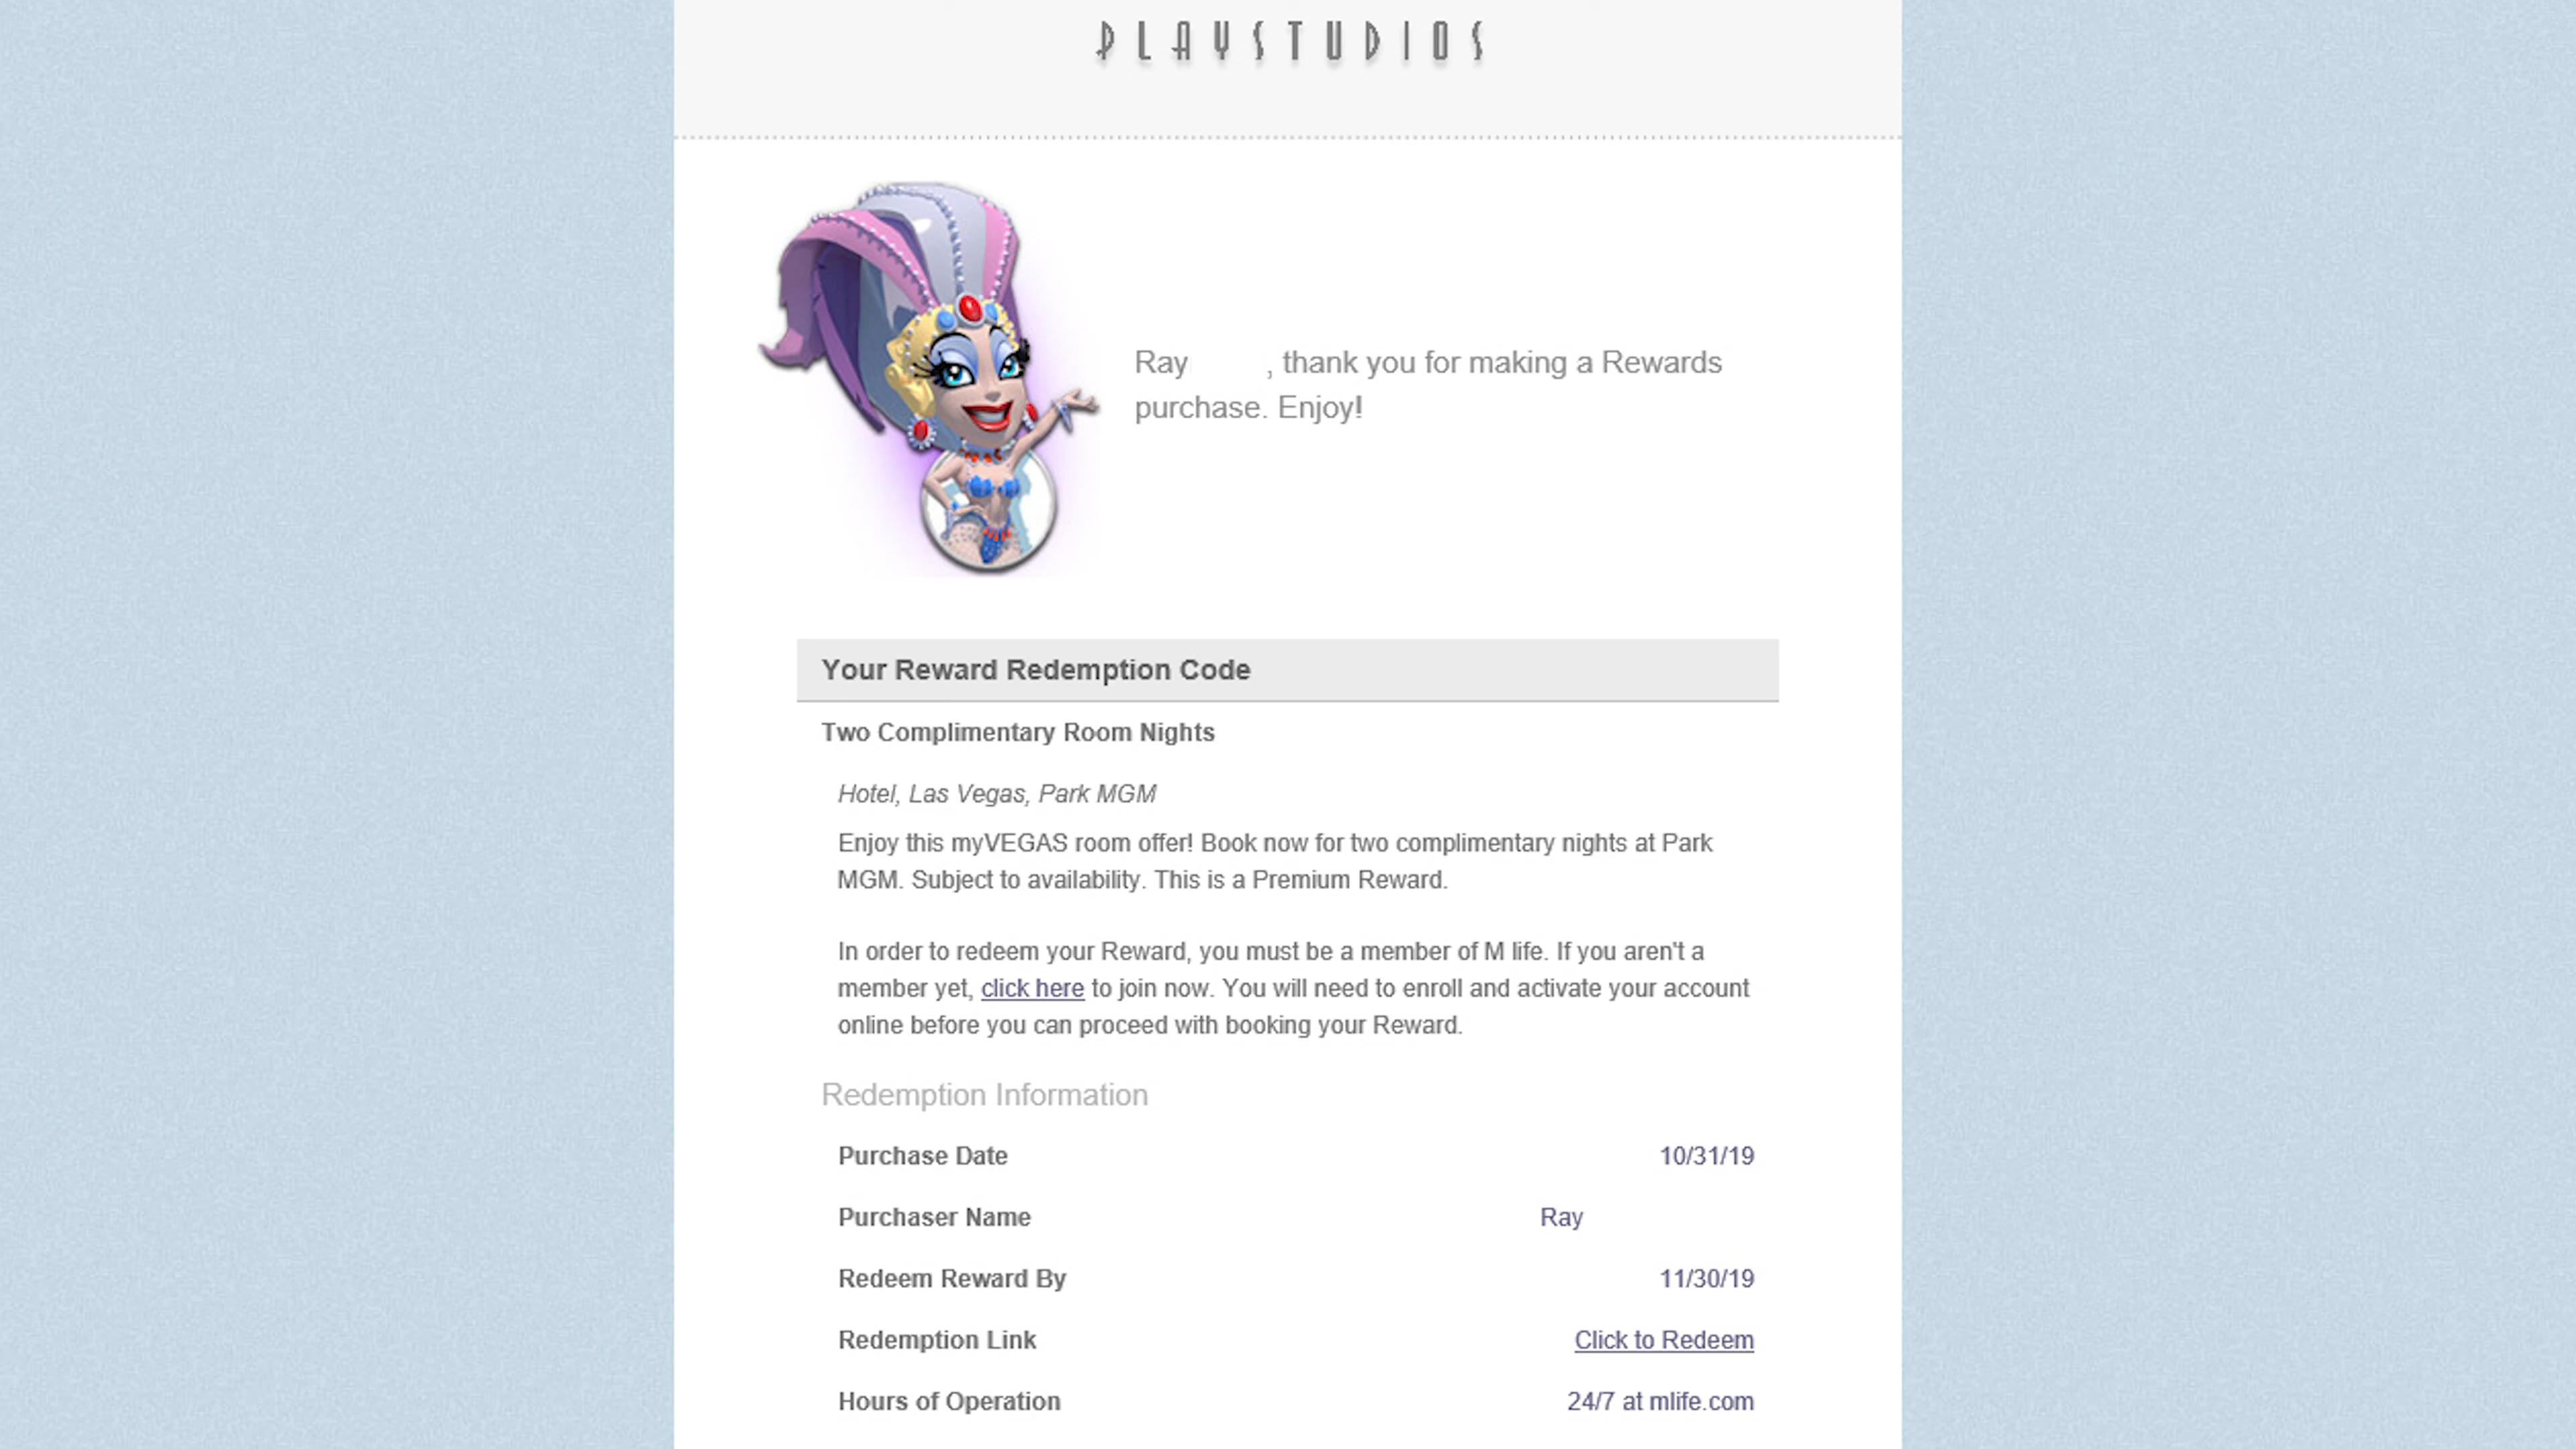 PLAYSTUDIOS
Ray , thank you for making a Rewards
purchase. Enjoy!
Your Reward Redemption Code
Two Complimentary Room Nights
Hotel, Las Vegas, Park MGM
Enjoy this myVEGAS room offer! Book now for two complimentary nights at Park
MGM. Subject to availability. This is a Premium Reward.
In order to redeem your Reward, you must be a member of M life. If you aren't a
member yet, click here to join now. You will need to enroll and activate your account
online before you can proceed with booking your Reward.
Redemption Information
Purchase Date 10/31/19
Purchaser Name Ray
Redeem Reward By 11/30/19
Redemption Link Click to Redeem
Hours of Operation 24/7 at mlife.com